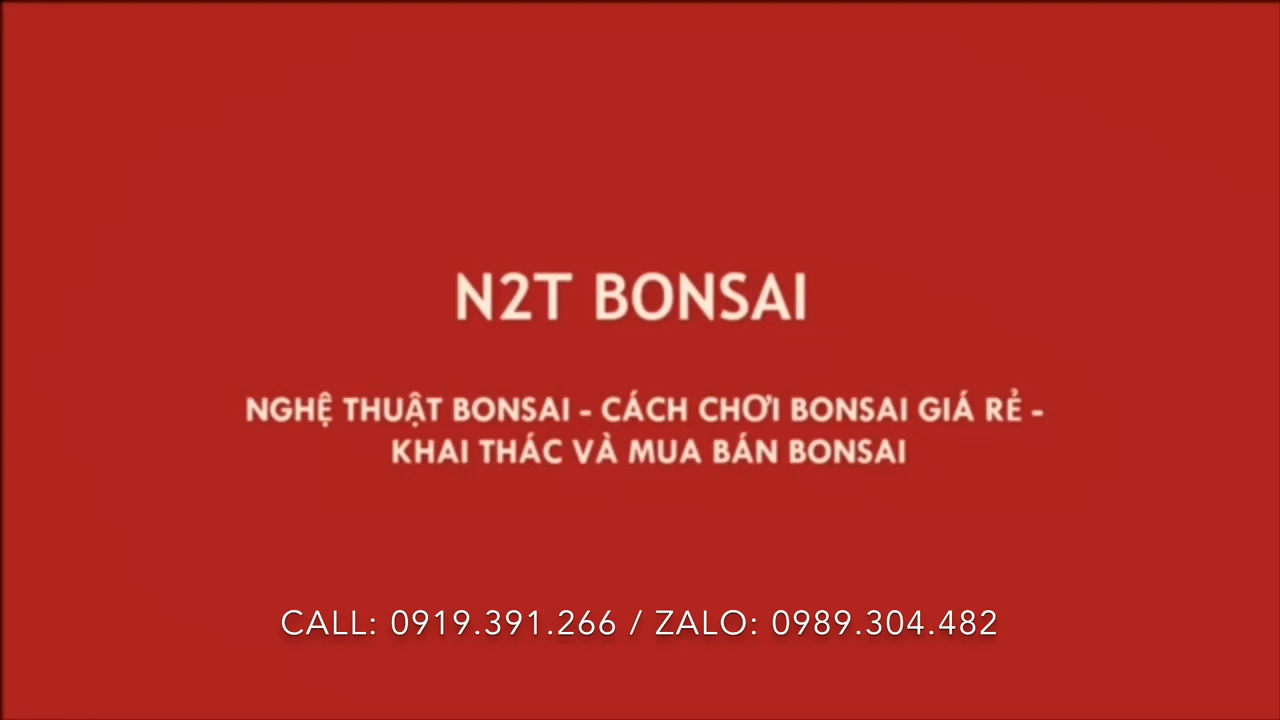 N2T BONSAI
NGHỆ THUẬT BONSAI - CÁCH CHƠI BONSAI GIÁ RẺ -
KHAI THÁC VÀ MUA BÁN BONSAI
CALL: 0919.391.266 / ZALO: 0989.304.482